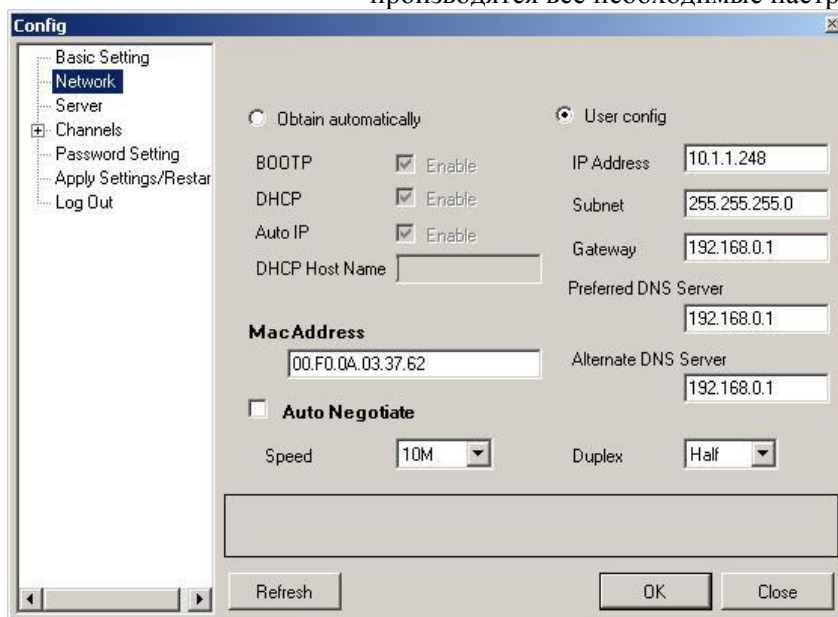 Config
Basic Setting
Network
Server
Channels
Password Setting
Apply Settings/Restar
Log Out
Obtain automatically
BOOTP Enable
DHCP Enable
Auto IP Enable
DHCP Host Name
MacAddress
00.F0.0A.03.37.62
Auto Negotiate
Speed 10M
User config
IP Address 10.1.1.248
Subnet 255.255.255.0
Gateway 192.168.0.1
Preferred DNS Server
192.168.0.1
Alternate DNS Server
192.168.0.1
Duplex Half
Refresh
OK
Close